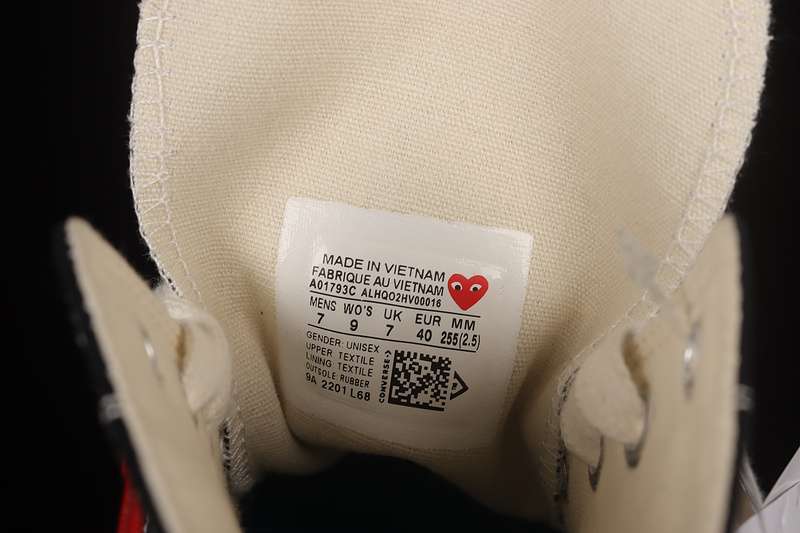 MADE IN VIETNAM
FABRIQUE AU VIETNAM
A01793C ALHQO2HV00016
MENS WO'S UK EUR MM
7 9 7 40 255(2.5)
GENDER: UNISEX
UPPER TEXTILE
LINING TEXTILE
OUTSOLE RUBBER
9A 2201 L68
CONVERSE